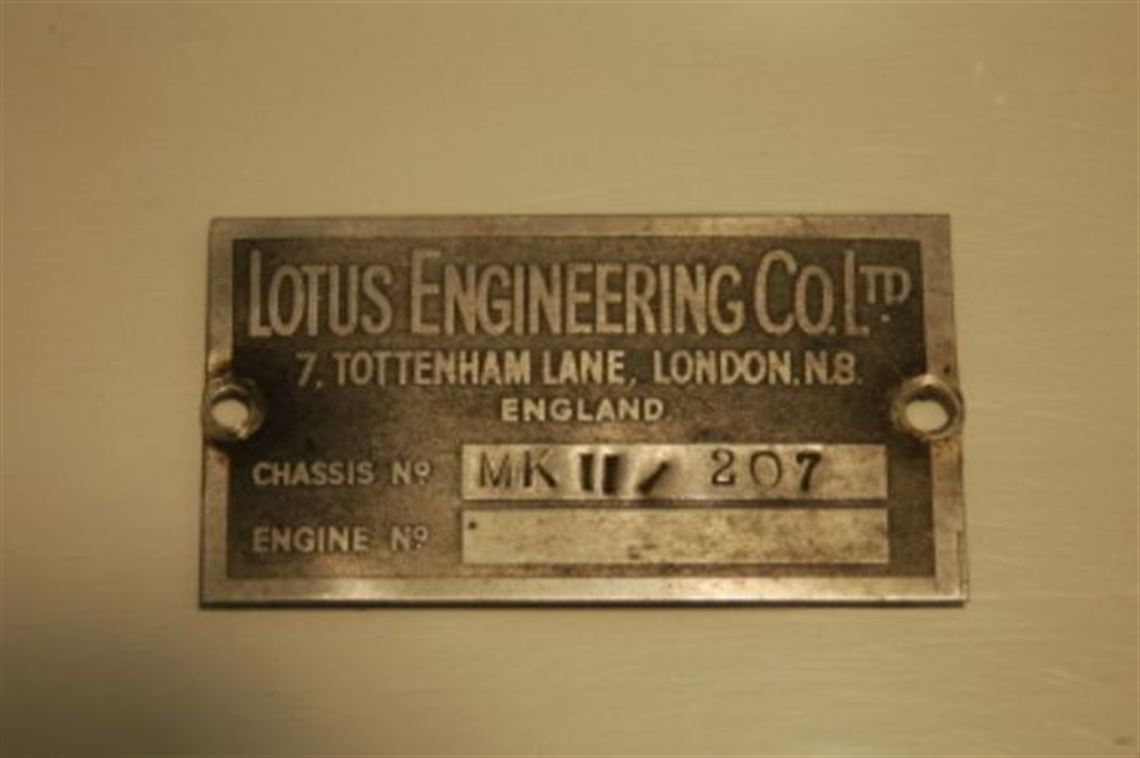 LOTUS ENGINEERING CO. LTD.
7, TOTTENHAM LANE, LONDON. N.8.
ENGLAND
CHASSIS No MK 11/ 207
ENGINE No